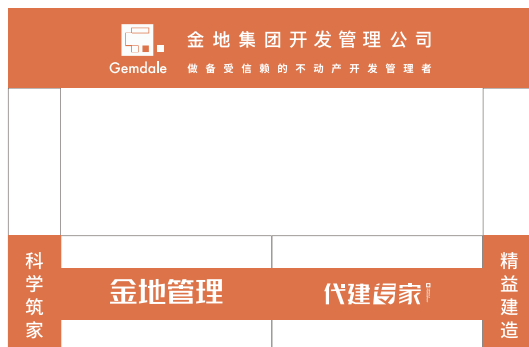 金地集团开发管理公司
Gemdale
做备受信赖的不动产开发管理者
科学筑家
金地管理
代建专家
精益建造